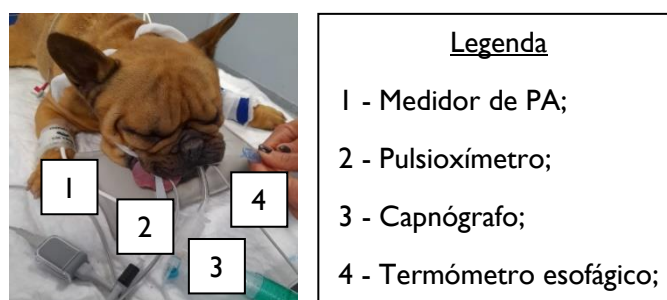 1
2
3
4
Legenda
1 - Medidor de PA;
2 - Pulsioxímetro;
3 - Capnógrafo;
4 - Termómetro esofágico;